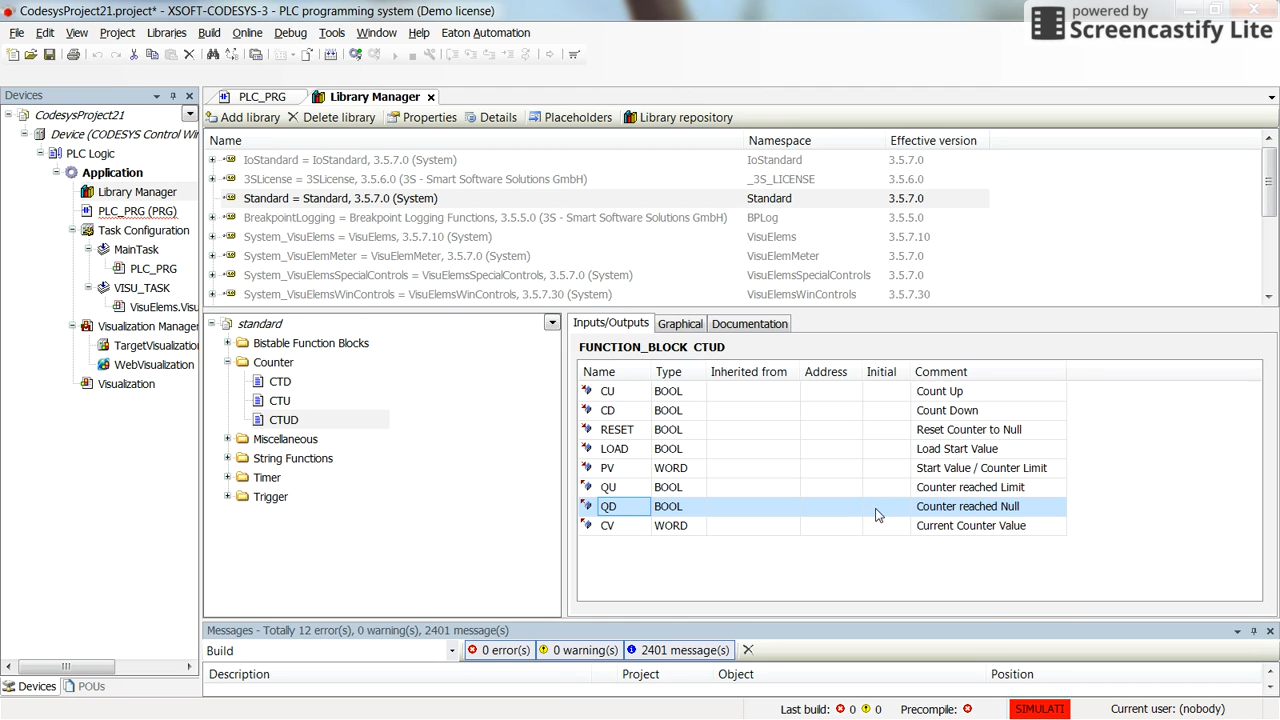 CodesysProject21.project* - XSOFT-CODESYS-3 - PLC programming system (Demo license)
powered by
Screencastify Lite
File Edit View Project Libraries Build Online Debug Tools Window Help Eaton Automation
Devices
CodesysProject21
Device (CODESYS Control Win
PLC Logic
Application
Library Manager
PLC_PRG (PRG)
Task Configuration
MainTask
PLC_PRG
VISU_TASK
VisuElems.Visu
Visualization Manager
TargetVisualizatio
WebVisualization
Visualization
Devices POUs
PLC_PRG Library Manager
Add library Delete library Properties Details Placeholders Library repository
Name Namespace Effective version
IoStandard = IoStandard, 3.5.7.0 (System) IoStandard 3.5.7.0
3SLicense = 3SLicense, 3.5.6.0 (3S - Smart Software Solutions GmbH) _3S_LICENSE 3.5.6.0
Standard = Standard, 3.5.7.0 (System) Standard 3.5.7.0
BreakpointLogging = Breakpoint Logging Functions, 3.5.5.0 (3S - Smart Software Solutions GmbH) BPLog 3.5.5.0
System_VisuElems = VisuElems, 3.5.7.10 (System) VisuElems 3.5.7.10
System_VisuElemMeter = VisuElemMeter, 3.5.7.0 (System) VisuElemMeter 3.5.7.0
System_VisuElemsSpecialControls = VisuElemsSpecialControls, 3.5.7.0 (System) VisuElemsSpecialControls 3.5.7.0
System_VisuElemsWinControls = VisuElemsWinControls, 3.5.7.30 (System) VisuElemsWinControls 3.5.7.30
standard
Bistable Function Blocks
Counter
CTD
CTU
CTUD
Miscellaneous
String Functions
Timer
Trigger
Inputs/Outputs Graphical Documentation
FUNCTION_BLOCK CTUD
Name Type Inherited from Address Initial Comment
CU BOOL Count Up
CD BOOL Count Down
RESET BOOL Reset Counter to Null
LOAD BOOL Load Start Value
PV WORD Start Value / Counter Limit
QU BOOL Counter reached Limit
QD BOOL Counter reached Null
CV WORD Current Counter Value
Messages - Totally 12 error(s), 0 warning(s), 2401 message(s)
Build 0 error(s) 0 warning(s) 2401 message(s)
Description Project Object Position
Last build: 0 0 Precompile: SIMULATI Current user: (nobody)